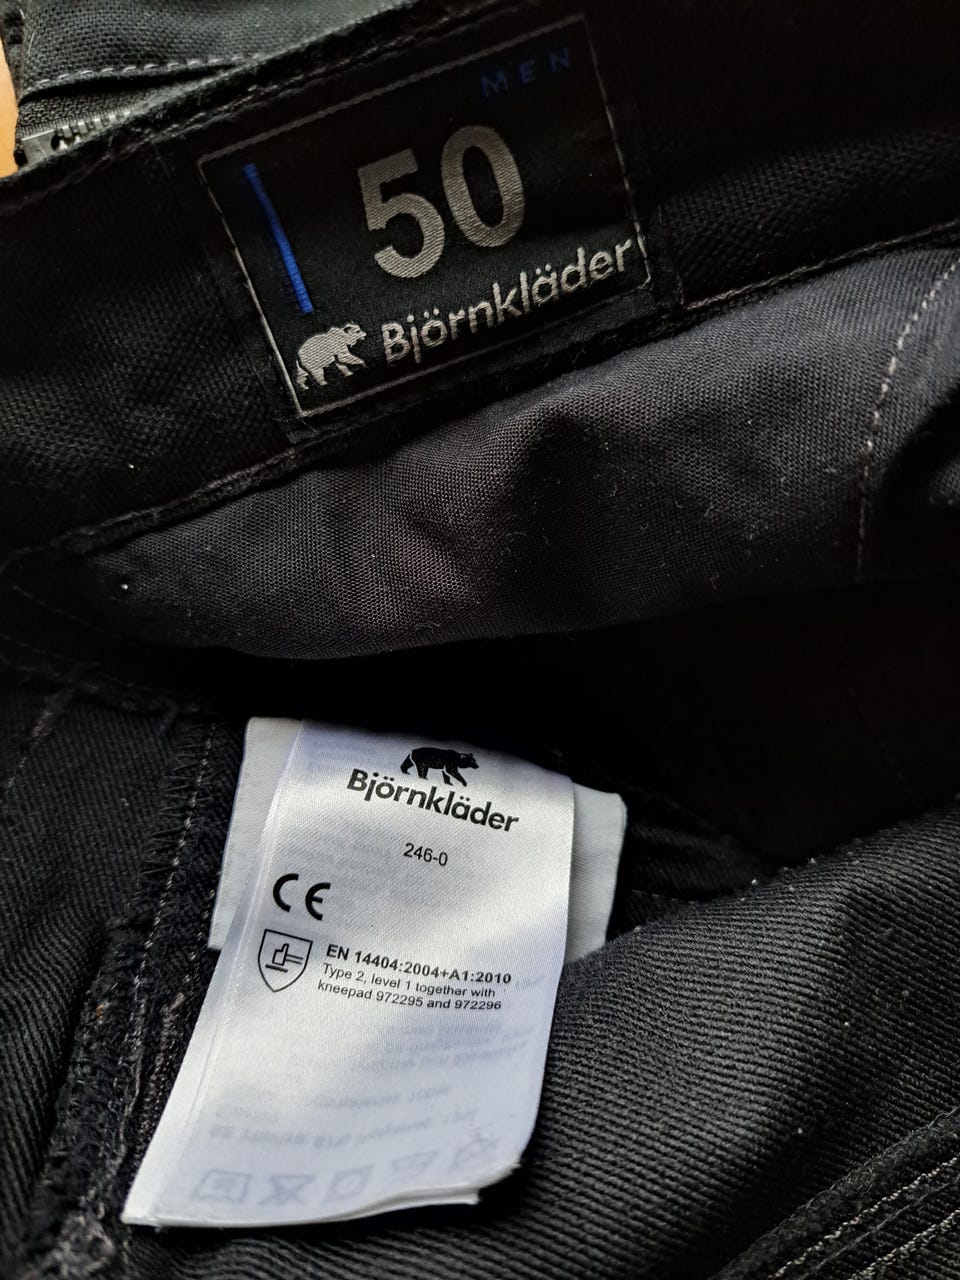 MEN
50
Björnkläder
Björnkläder
246-0
CE
EN 14404:2004+A1:2010
Type 2, level 1 together with
kneepad 972295 and 972296